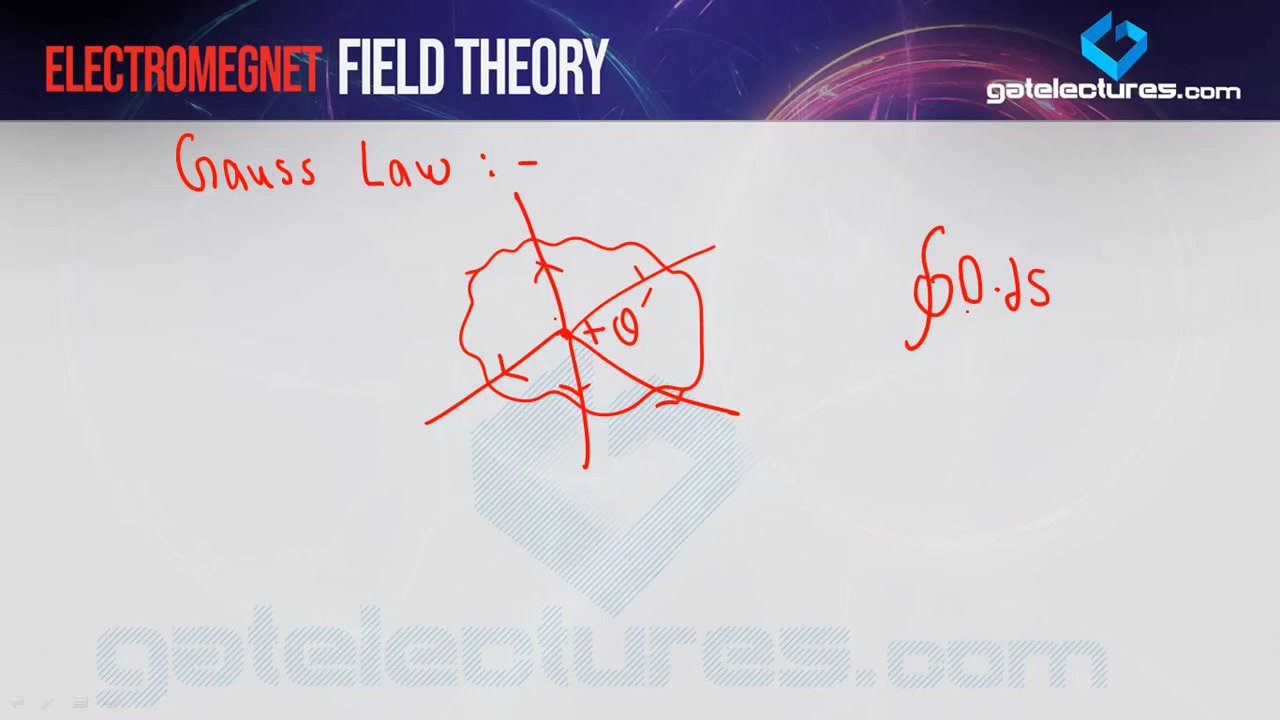 ELECTROMEGNET FIELD THEORY
gatelectures.com
Gauss Law :-
+Q'
∮D.ds
gatelectures.com